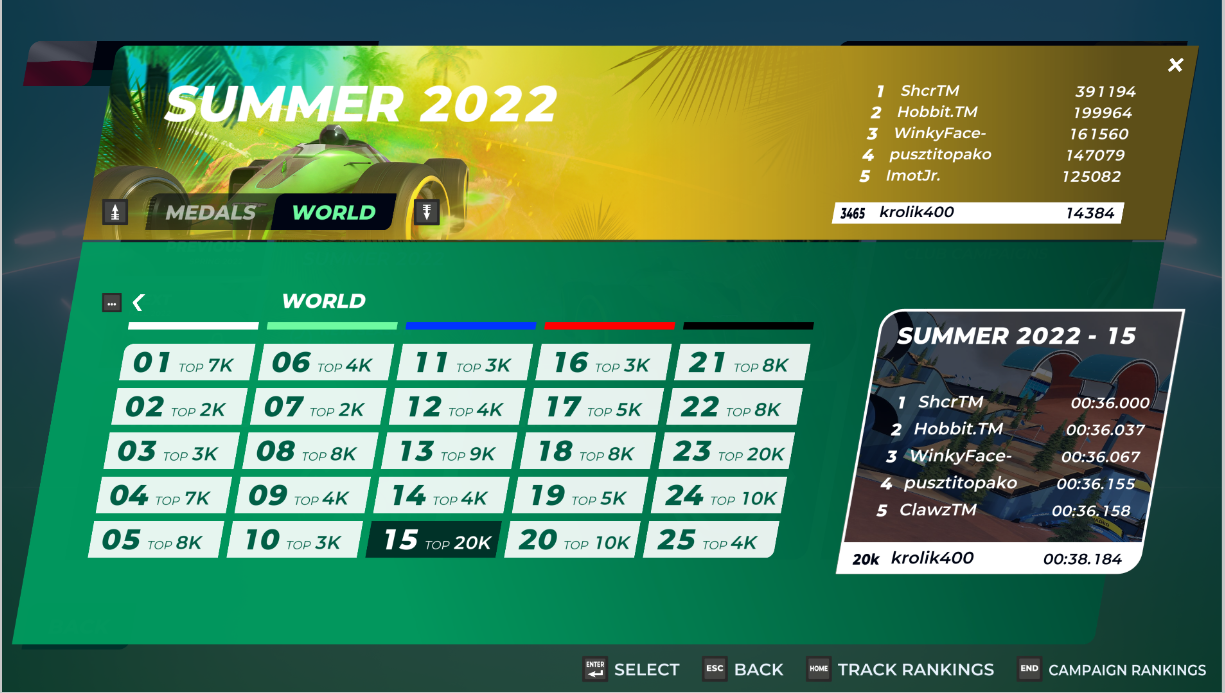 SUMMER 2022
1 ShcrTM 391194
2 Hobbit.TM 199964
3 WinkyFace- 161560
4 pusztitopako 147079
5 ImotJr. 125082
3465 krolik400 14384
MEDALS WORLD
... WORLD
01 TOP 7K 06 TOP 4K 11 TOP 3K 16 TOP 3K 21 TOP 8K
02 TOP 2K 07 TOP 2K 12 TOP 4K 17 TOP 5K 22 TOP 8K
03 TOP 3K 08 TOP 8K 13 TOP 9K 18 TOP 8K 23 TOP 20K
04 TOP 7K 09 TOP 4K 14 TOP 4K 19 TOP 5K 24 TOP 10K
05 TOP 8K 10 TOP 3K 15 TOP 20K 20 TOP 10K 25 TOP 4K
SUMMER 2022 - 15
1 ShcrTM 00:36.000
2 Hobbit.TM 00:36.037
3 WinkyFace- 00:36.067
4 pusztitopako 00:36.155
5 ClawzTM 00:36.158
20k krolik400 00:38.184
ENTER SELECT ESC BACK HOME TRACK RANKINGS END CAMPAIGN RANKINGS